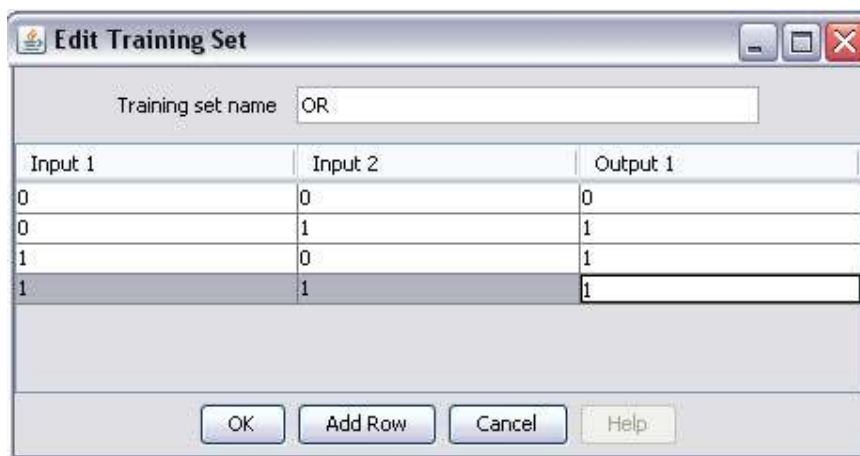 Edit Training Set
Training set name OR
Input 1 Input 2 Output 1
0 0 0
0 1 1
1 0 1
1 1 1
OK Add Row Cancel Help